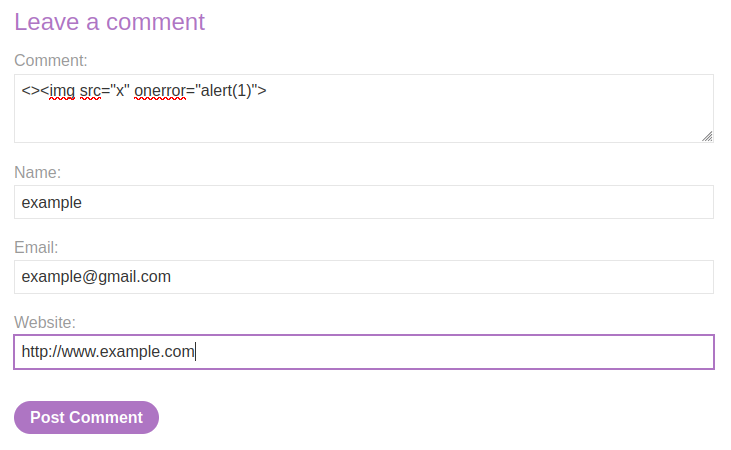 Leave a comment
Comment:
<><img src="x" onerror="alert(1)">
Name:
example
Email:
example@gmail.com
Website:
http://www.example.com
Post Comment